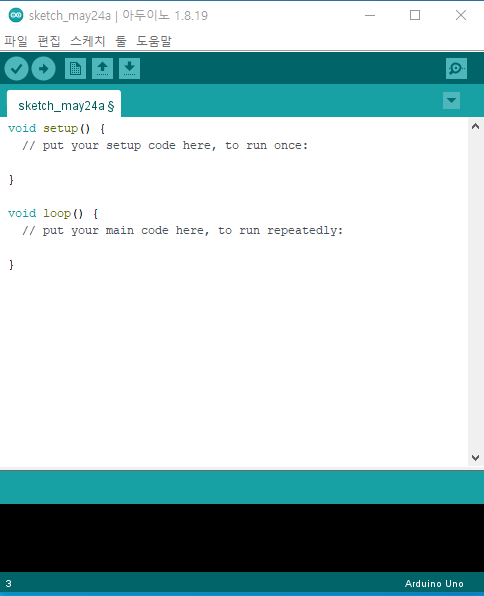 sketch_may24a | 아두이노 1.8.19
파일 편집 스케치 툴 도움말
sketch_may24a §
void setup() {
  // put your setup code here, to run once:
}
void loop() {
  // put your main code here, to run repeatedly:
}
3 Arduino Uno